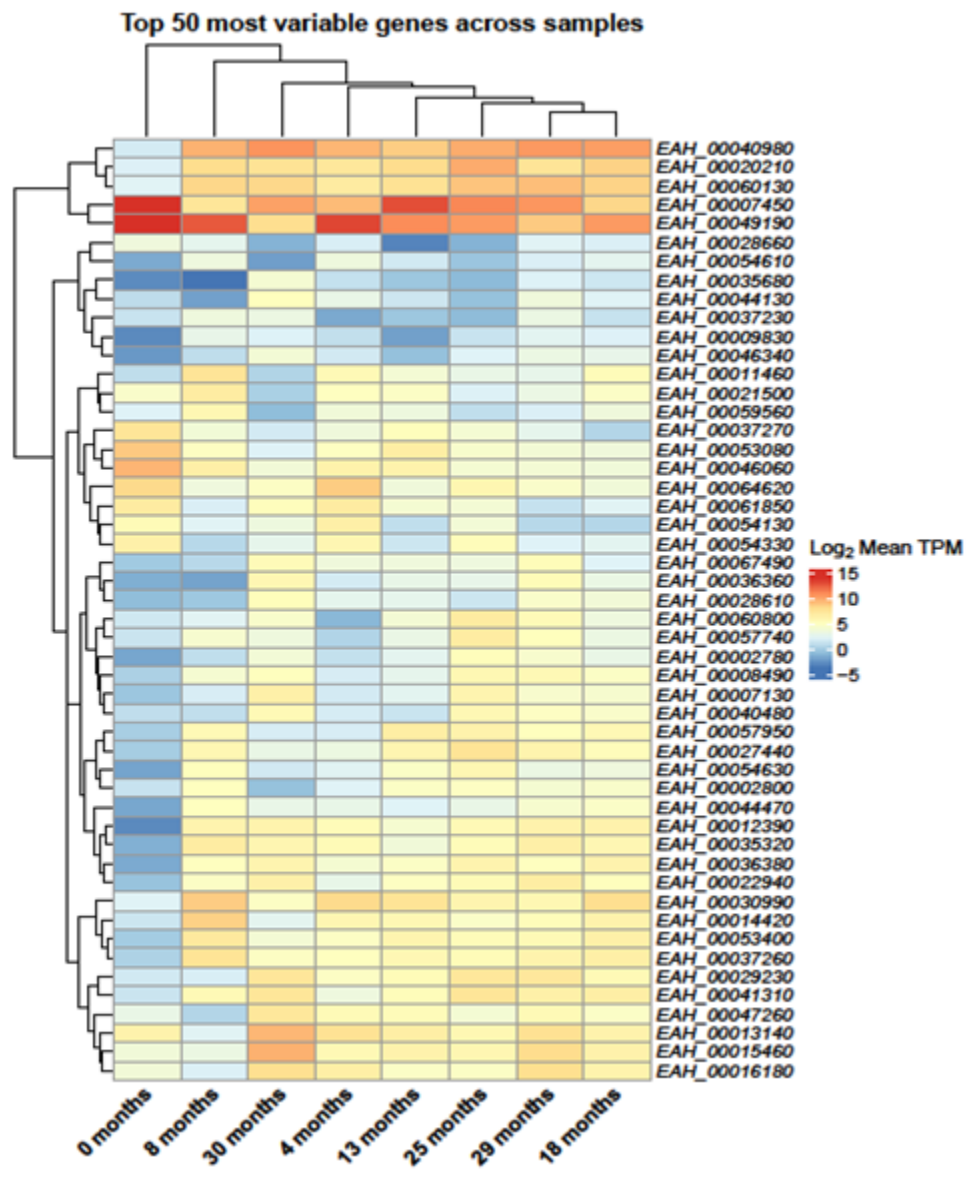 Top 50 most variable genes across samples
EAH_00040980
EAH_00020210
EAH_00060130
EAH_00007450
EAH_00049190
EAH_00028660
EAH_00054610
EAH_00035680
EAH_00044130
EAH_00037230
EAH_00009830
EAH_00046340
EAH_00011460
EAH_00021500
EAH_00059560
EAH_00037270
EAH_00053080
EAH_00046060
EAH_00064620
EAH_00061850
EAH_00054130
EAH_00054330
EAH_00067490
EAH_00036360
EAH_00028610
EAH_00060800
EAH_00057740
EAH_00002780
EAH_00008490
EAH_00007130
EAH_00040480
EAH_00057950
EAH_00027440
EAH_00054630
EAH_00002800
EAH_00044470
EAH_00012390
EAH_00035320
EAH_00036380
EAH_00022940
EAH_00030990
EAH_00014420
EAH_00053400
EAH_00037260
EAH_00029230
EAH_00041310
EAH_00047260
EAH_00013140
EAH_00015460
EAH_00016180
Log₂ Mean TPM
15
10
5
0
−5
0 months
8 months
30 months
4 months
13 months
25 months
29 months
18 months